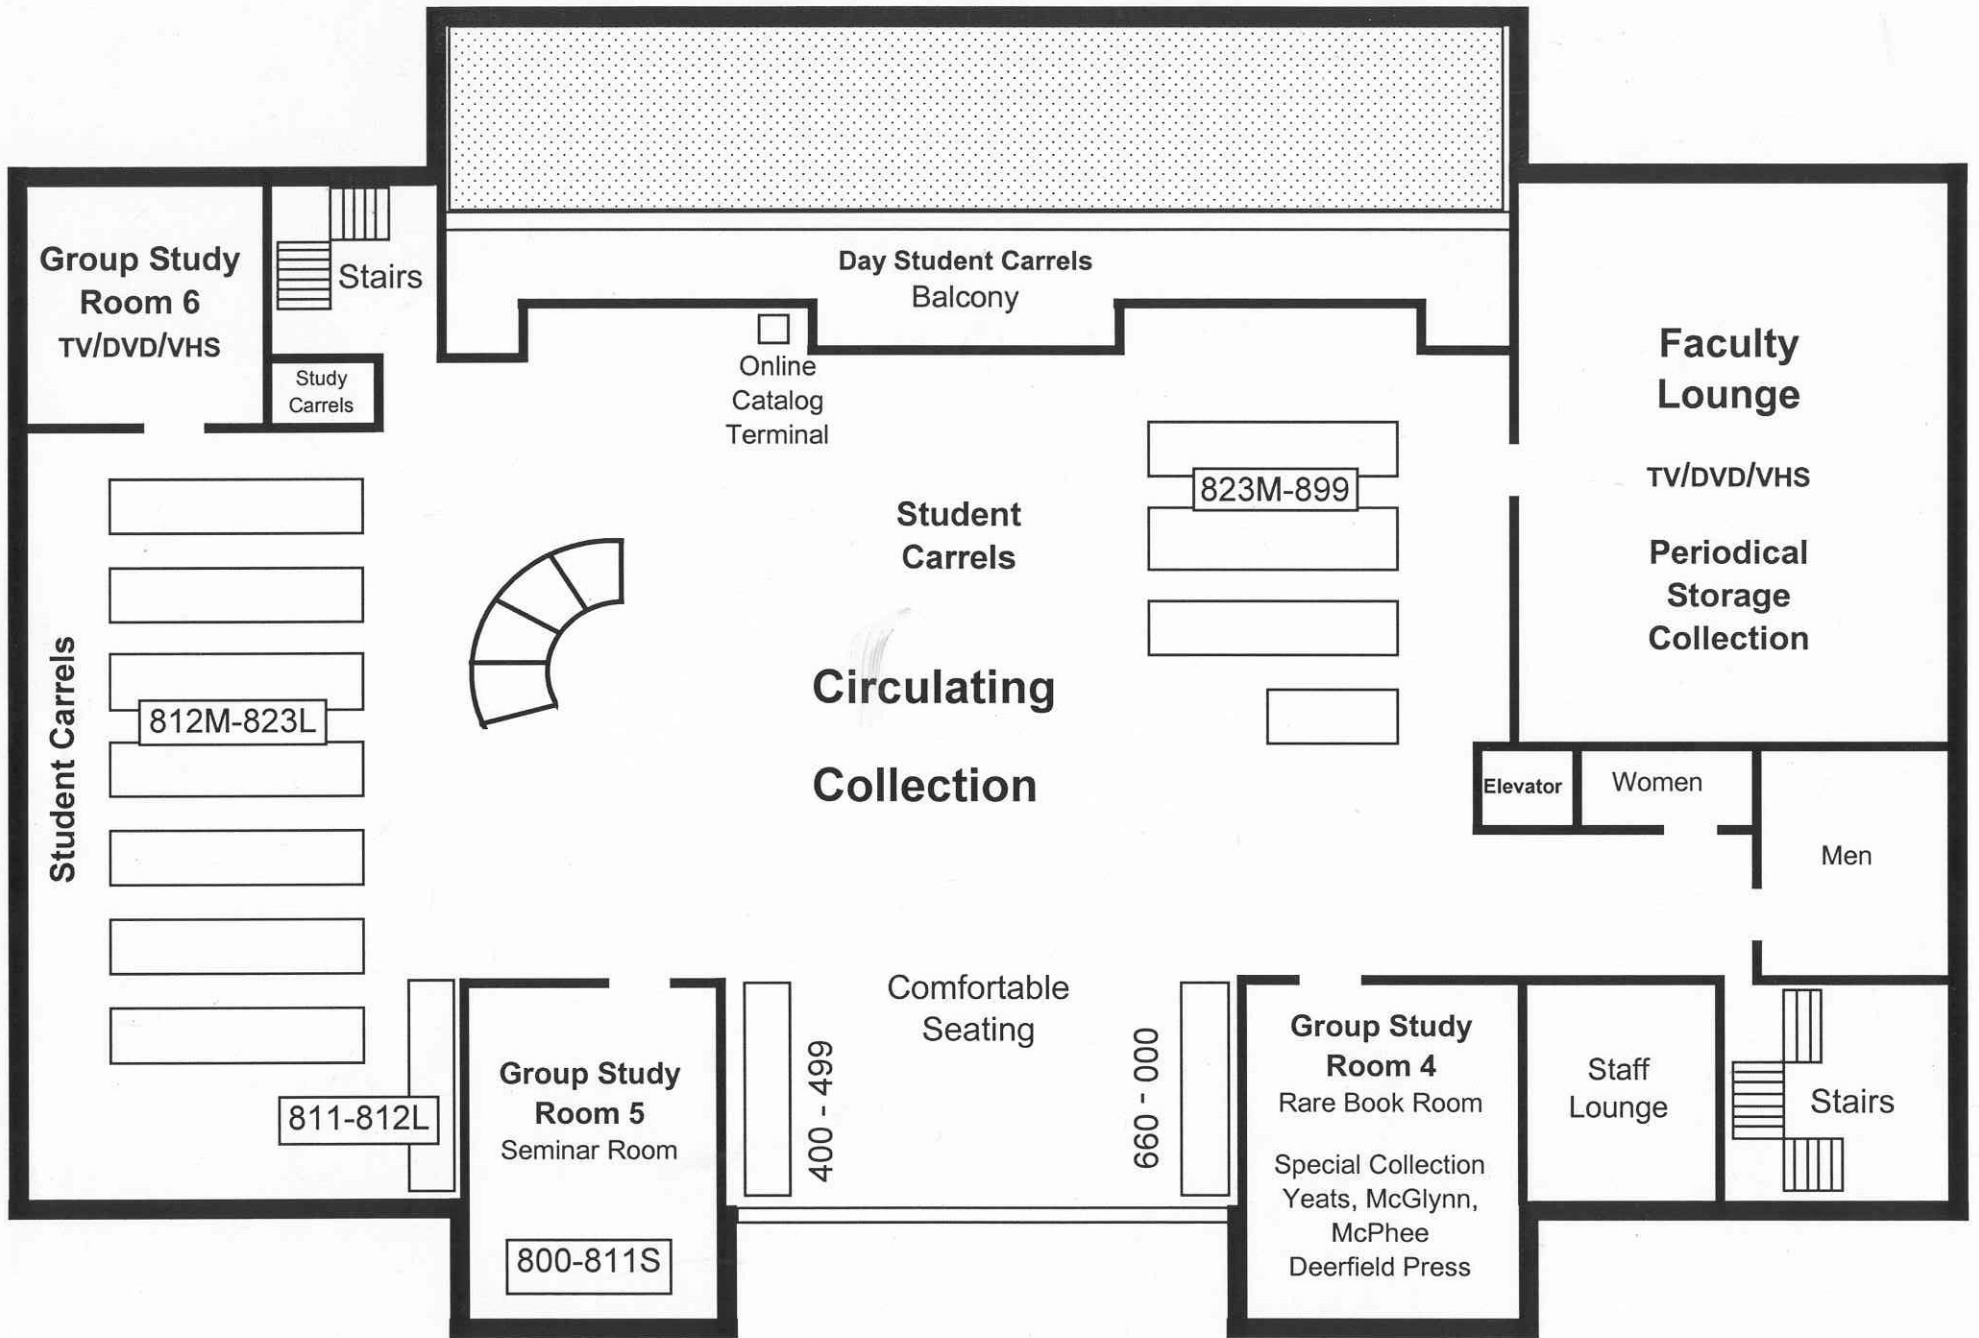 Group Study
Room 6
TV/DVD/VHS
Stairs
Study
Carrels
Day Student Carrels
Balcony
Online
Catalog
Terminal
Faculty
Lounge
TV/DVD/VHS
Periodical
Storage
Collection
823M-899
Student
Carrels
Student Carrels
812M-823L
Circulating
Collection
Elevator
Women
Men
811-812L
Group Study
Room 5
Seminar Room
800-811S
400 - 499
Comfortable
Seating
660 - 000
Group Study
Room 4
Rare Book Room
Special Collection
Yeats, McGlynn,
McPhee
Deerfield Press
Staff
Lounge
Stairs